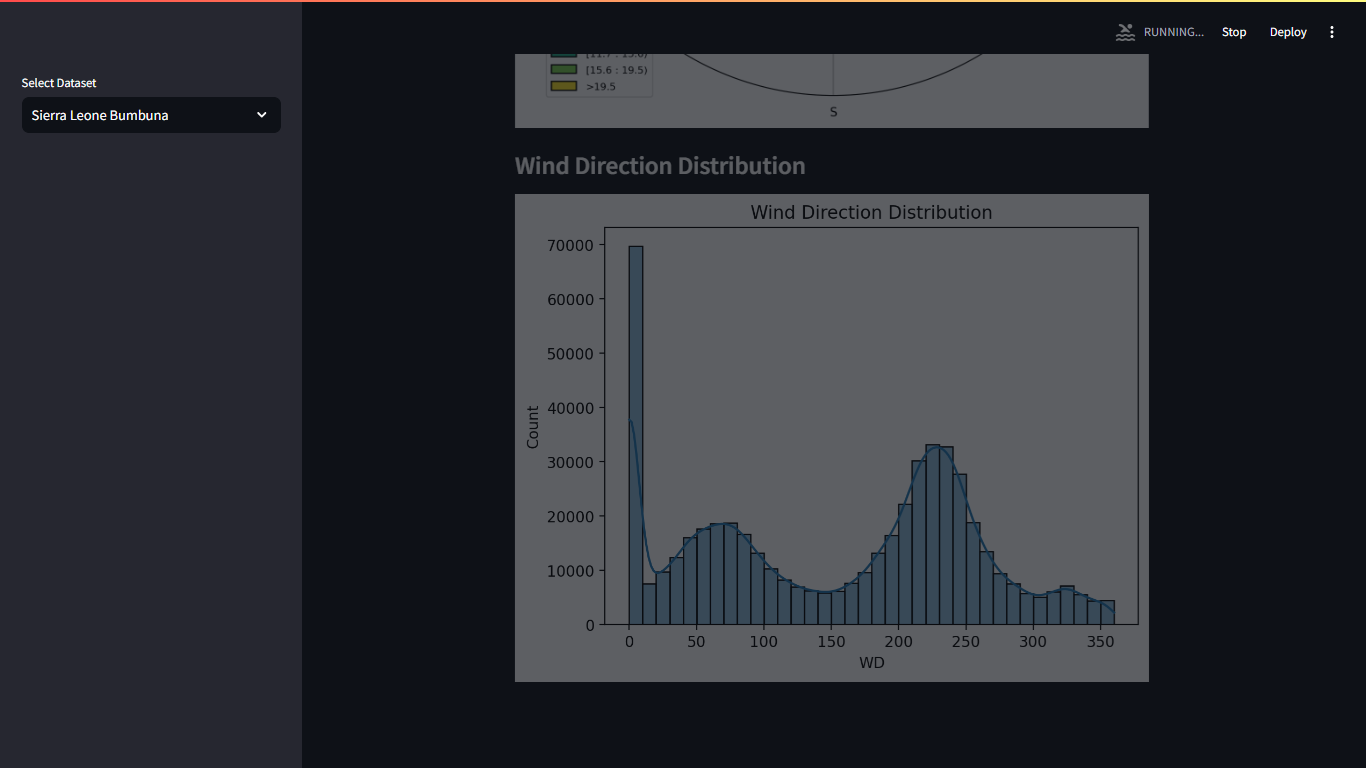 RUNNING...
Stop
Deploy
Select Dataset
Sierra Leone Bumbuna
[15.6 : 19.5)
>19.5
S
Wind Direction Distribution
Wind Direction Distribution
70000
60000
50000
40000
30000
20000
10000
0
Count
0 50 100 150 200 250 300 350
WD